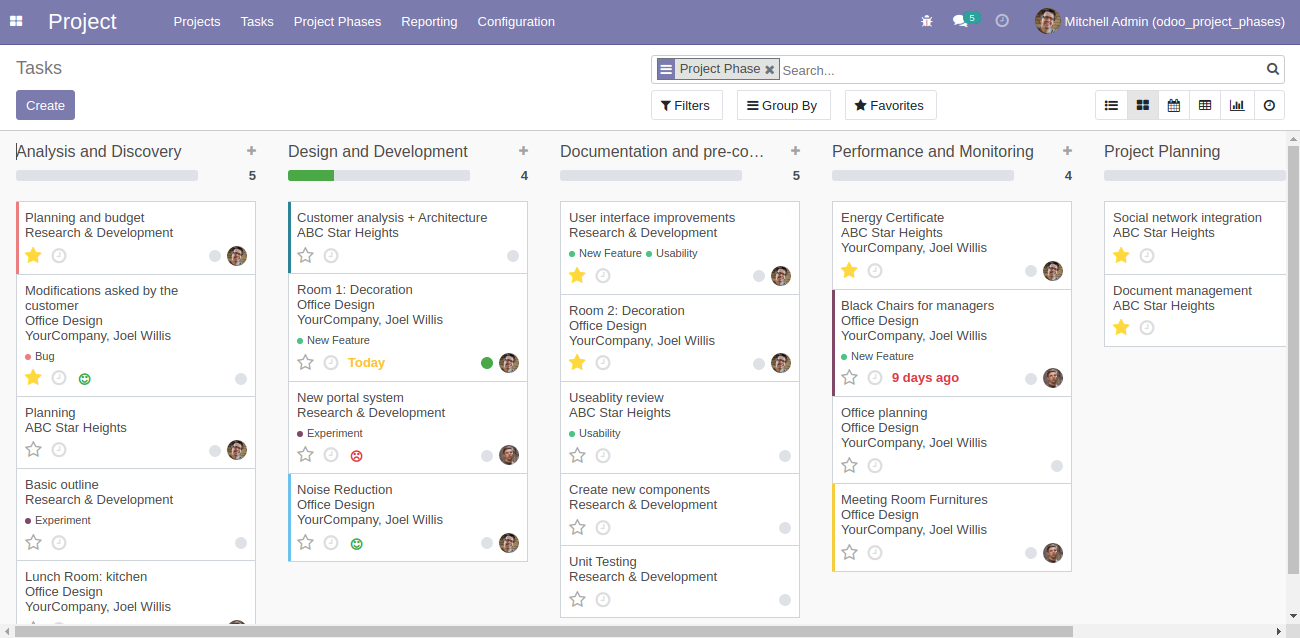 Project
Projects Tasks Project Phases Reporting Configuration
5
Mitchell Admin (odoo_project_phases)
Tasks
Project Phase
Search...
Create
Filters
Group By
Favorites
Analysis and Discovery
5
Planning and budget
Research & Development
Modifications asked by the
customer
Office Design
YourCompany, Joel Willis
Bug
Planning
ABC Star Heights
Basic outline
Research & Development
Experiment
Lunch Room: kitchen
Office Design
YourCompany, Joel Willis
Design and Development
4
Customer analysis + Architecture
ABC Star Heights
Room 1: Decoration
Office Design
YourCompany, Joel Willis
New Feature
Today
New portal system
Research & Development
Experiment
Noise Reduction
Office Design
YourCompany, Joel Willis
Documentation and pre-co…
5
User interface improvements
Research & Development
New Feature Usability
Room 2: Decoration
Office Design
YourCompany, Joel Willis
Useablity review
ABC Star Heights
Usability
Create new components
Research & Development
Unit Testing
Research & Development
Performance and Monitoring
4
Energy Certificate
ABC Star Heights
YourCompany, Joel Willis
Black Chairs for managers
Office Design
YourCompany, Joel Willis
New Feature
9 days ago
Office planning
Office Design
YourCompany, Joel Willis
Meeting Room Furnitures
Office Design
YourCompany, Joel Willis
Project Planning
Social network integration
ABC Star Heights
Document management
ABC Star Heights